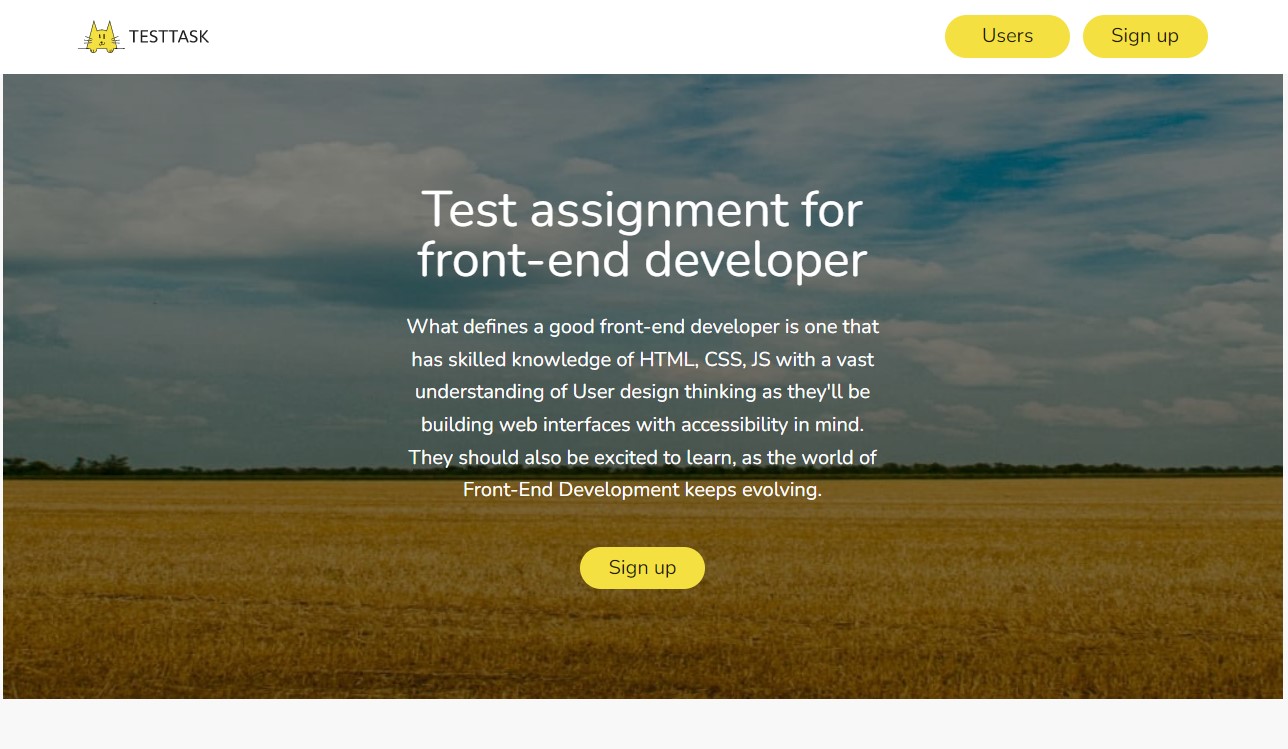 TESTTASK
Users
Sign up
Test assignment for
front-end developer
What defines a good front-end developer is one that
has skilled knowledge of HTML, CSS, JS with a vast
understanding of User design thinking as they'll be
building web interfaces with accessibility in mind.
They should also be excited to learn, as the world of
Front-End Development keeps evolving.
Sign up